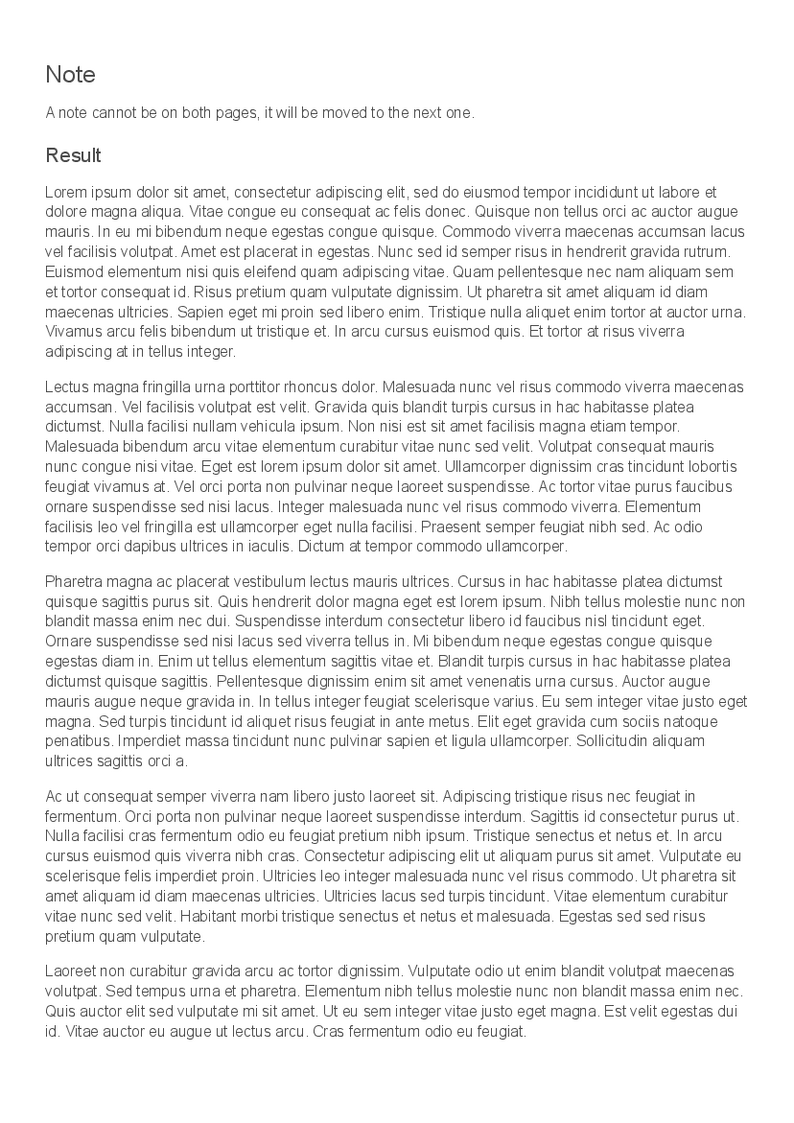 Note
A note cannot be on both pages, it will be moved to the next one.
Result
Lorem ipsum dolor sit amet, consectetur adipiscing elit, sed do eiusmod tempor incididunt ut labore et
dolore magna aliqua. Vitae congue eu consequat ac felis donec. Quisque non tellus orci ac auctor augue
mauris. In eu mi bibendum neque egestas congue quisque. Commodo viverra maecenas accumsan lacus
vel facilisis volutpat. Amet est placerat in egestas. Nunc sed id semper risus in hendrerit gravida rutrum.
Euismod elementum nisi quis eleifend quam adipiscing vitae. Quam pellentesque nec nam aliquam sem
et tortor consequat id. Risus pretium quam vulputate dignissim. Ut pharetra sit amet aliquam id diam
maecenas ultricies. Sapien eget mi proin sed libero enim. Tristique nulla aliquet enim tortor at auctor urna.
Vivamus arcu felis bibendum ut tristique et. In arcu cursus euismod quis. Et tortor at risus viverra
adipiscing at in tellus integer.
Lectus magna fringilla urna porttitor rhoncus dolor. Malesuada nunc vel risus commodo viverra maecenas
accumsan. Vel facilisis volutpat est velit. Gravida quis blandit turpis cursus in hac habitasse platea
dictumst. Nulla facilisi nullam vehicula ipsum. Non nisi est sit amet facilisis magna etiam tempor.
Malesuada bibendum arcu vitae elementum curabitur vitae nunc sed velit. Volutpat consequat mauris
nunc congue nisi vitae. Eget est lorem ipsum dolor sit amet. Ullamcorper dignissim cras tincidunt lobortis
feugiat vivamus at. Vel orci porta non pulvinar neque laoreet suspendisse. Ac tortor vitae purus faucibus
ornare suspendisse sed nisi lacus. Integer malesuada nunc vel risus commodo viverra. Elementum
facilisis leo vel fringilla est ullamcorper eget nulla facilisi. Praesent semper feugiat nibh sed. Ac odio
tempor orci dapibus ultrices in iaculis. Dictum at tempor commodo ullamcorper.
Pharetra magna ac placerat vestibulum lectus mauris ultrices. Cursus in hac habitasse platea dictumst
quisque sagittis purus sit. Quis hendrerit dolor magna eget est lorem ipsum. Nibh tellus molestie nunc non
blandit massa enim nec dui. Suspendisse interdum consectetur libero id faucibus nisl tincidunt eget.
Ornare suspendisse sed nisi lacus sed viverra tellus in. Mi bibendum neque egestas congue quisque
egestas diam in. Enim ut tellus elementum sagittis vitae et. Blandit turpis cursus in hac habitasse platea
dictumst quisque sagittis. Pellentesque dignissim enim sit amet venenatis urna cursus. Auctor augue
mauris augue neque gravida in. In tellus integer feugiat scelerisque varius. Eu sem integer vitae justo eget
magna. Sed turpis tincidunt id aliquet risus feugiat in ante metus. Elit eget gravida cum sociis natoque
penatibus. Imperdiet massa tincidunt nunc pulvinar sapien et ligula ullamcorper. Sollicitudin aliquam
ultrices sagittis orci a.
Ac ut consequat semper viverra nam libero justo laoreet sit. Adipiscing tristique risus nec feugiat in
fermentum. Orci porta non pulvinar neque laoreet suspendisse interdum. Sagittis id consectetur purus ut.
Nulla facilisi cras fermentum odio eu feugiat pretium nibh ipsum. Tristique senectus et netus et. In arcu
cursus euismod quis viverra nibh cras. Consectetur adipiscing elit ut aliquam purus sit amet. Vulputate eu
scelerisque felis imperdiet proin. Ultricies leo integer malesuada nunc vel risus commodo. Ut pharetra sit
amet aliquam id diam maecenas ultricies. Ultricies lacus sed turpis tincidunt. Vitae elementum curabitur
vitae nunc sed velit. Habitant morbi tristique senectus et netus et malesuada. Egestas sed sed risus
pretium quam vulputate.
Laoreet non curabitur gravida arcu ac tortor dignissim. Vulputate odio ut enim blandit volutpat maecenas
volutpat. Sed tempus urna et pharetra. Elementum nibh tellus molestie nunc non blandit massa enim nec.
Quis auctor elit sed vulputate mi sit amet. Ut eu sem integer vitae justo eget magna. Est velit egestas dui
id. Vitae auctor eu augue ut lectus arcu. Cras fermentum odio eu feugiat.